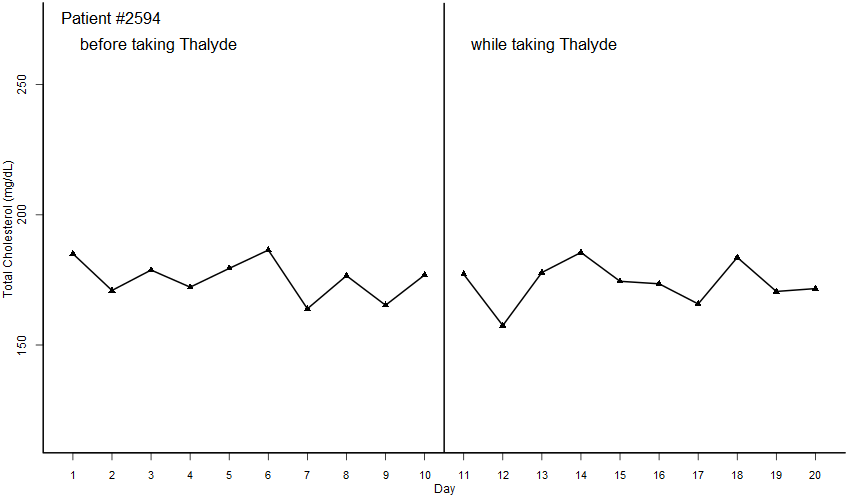 Patient #2594
before taking Thalyde
while taking Thalyde
Total Cholesterol (mg/dL)
250
200
150
1 2 3 4 5 6 7 8 9 10 11 12 13 14 15 16 17 18 19 20
Day